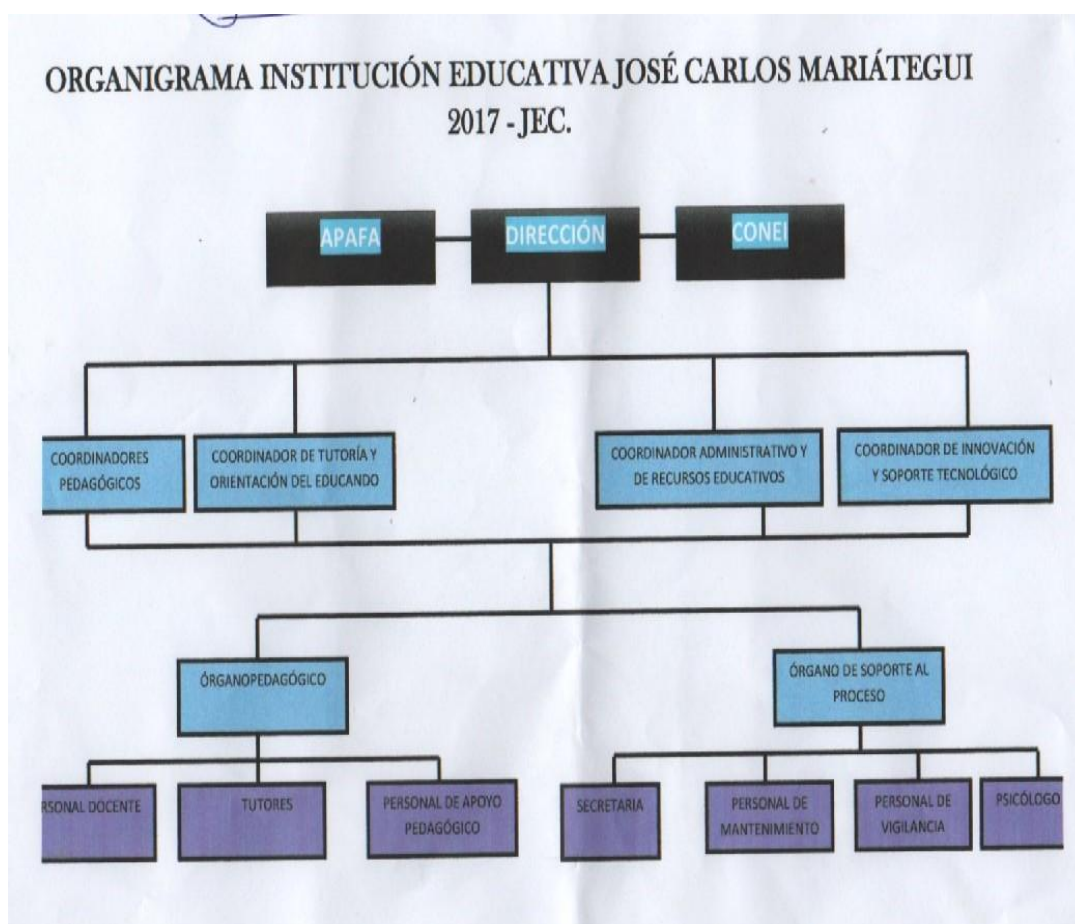 ORGANIGRAMA INSTITUCIÓN EDUCATIVA JOSÉ CARLOS MARIÁTEGUI
2017 - JEC.
APAFA
DIRECCIÓN
CONEI
COORDINADORES
PEDAGÓGICOS
COORDINADOR DE TUTORÍA Y
ORIENTACIÓN DEL EDUCANDO
COORDINADOR ADMINISTRATIVO Y
DE RECURSOS EDUCATIVOS
COORDINADOR DE INNOVACIÓN
Y SOPORTE TECNOLÓGICO
ÓRGANOPEDAGÓGICO
ÓRGANO DE SOPORTE AL
PROCESO
RSONAL DOCENTE
TUTORES
PERSONAL DE APOYO
PEDAGÓGICO
SECRETARIA
PERSONAL DE
MANTENIMIENTO
PERSONAL DE
VIGILANCIA
PSICÓLOGO